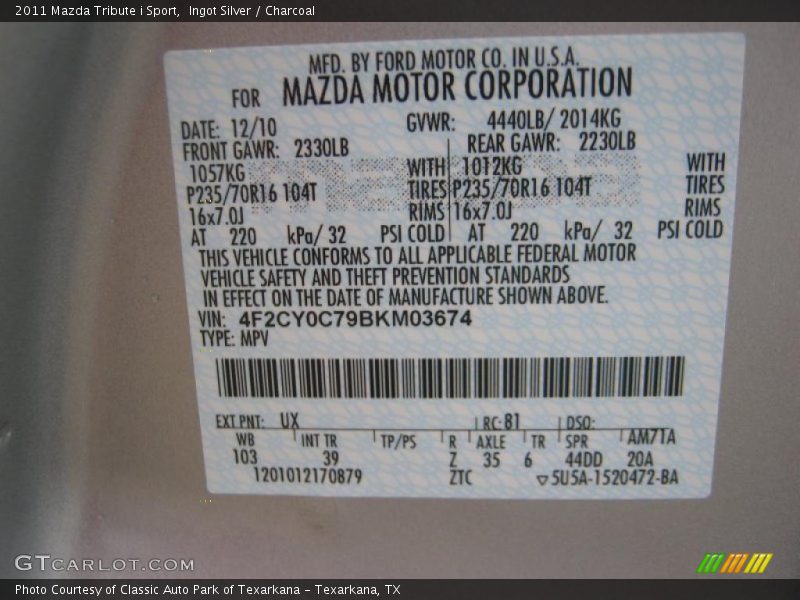 2011 Mazda Tribute i Sport,  Ingot Silver / Charcoal
MFD. BY FORD MOTOR CO. IN U.S.A.
FOR MAZDA MOTOR CORPORATION
DATE: 12/10 GVWR: 4440LB/ 2014KG
FRONT GAWR: 2330LB REAR GAWR: 2230LB
1057KG WITH 1012KG WITH
P235/70R16 104T TIRES P235/70R16 104T TIRES
16x7.0J RIMS 16x7.0J RIMS
AT 220 kPa/ 32 PSI COLD AT 220 kPa/ 32 PSI COLD
THIS VEHICLE CONFORMS TO ALL APPLICABLE FEDERAL MOTOR
VEHICLE SAFETY AND THEFT PREVENTION STANDARDS
IN EFFECT ON THE DATE OF MANUFACTURE SHOWN ABOVE.
VIN: 4F2CY0C79BKM03674
TYPE: MPV
EXT PNT: UX RC: 81 DSO:
WB INT TR TP/PS R AXLE TR SPR AM7TA
103 39 Z 35 6 44DD 20A
1201012170879 ZTC ▽5U5A-1520472-BA
GTCARLOT.COM
Photo Courtesy of Classic Auto Park of Texarkana – Texarkana, TX